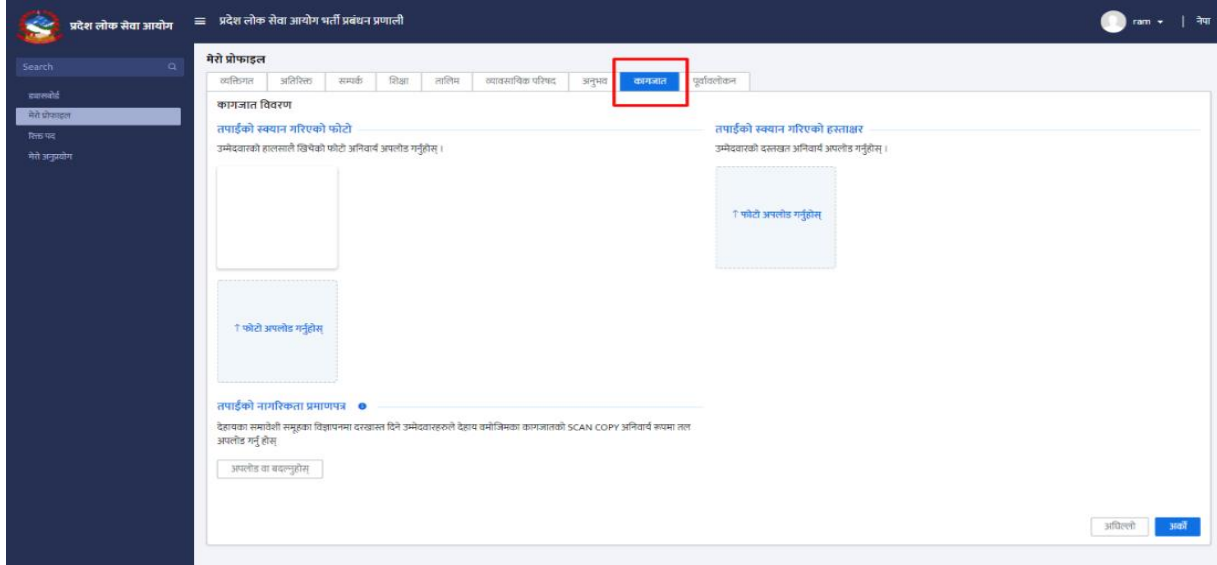 प्रदेश लोक सेवा आयोग
प्रदेश लोक सेवा आयोग भर्ती प्रबंधन प्रणाली
ram
नेपा
Search
ड्यासबोर्ड
मेरो प्रोफाइल
रिक्त पद
मेरो अनुप्रयोग
मेरो प्रोफाइल
व्यक्तिगत
अतिरिक्त
सम्पर्क
शिक्षा
तालिम
व्यावसायिक परिषद
अनुभव
कागजात
पूर्वावलोकन
कागजात विवरण
तपाईंको स्क्यान गरिएको फोटो
उम्मेदवारको हालसालै खिचेको फोटो अनिवार्य अपलोड गर्नुहोस् ।
फोटो अपलोड गर्नुहोस्
तपाईंको स्क्यान गरिएको हस्ताक्षर
उम्मेदवारको दस्तखत अनिवार्य अपलोड गर्नुहोस् ।
फोटो अपलोड गर्नुहोस्
तपाईंको नागरिकता प्रमाणपत्र
देहायका समावेशी समूहका विज्ञापनमा दरखास्त दिने उम्मेदवारहरुले देहाय वमोजिमका कागजातको SCAN COPY अनिवार्य रूपमा तल
अपलोड गर्नु होस्
अपलोड वा बदल्नुहोस्
अघिल्लो
अर्को